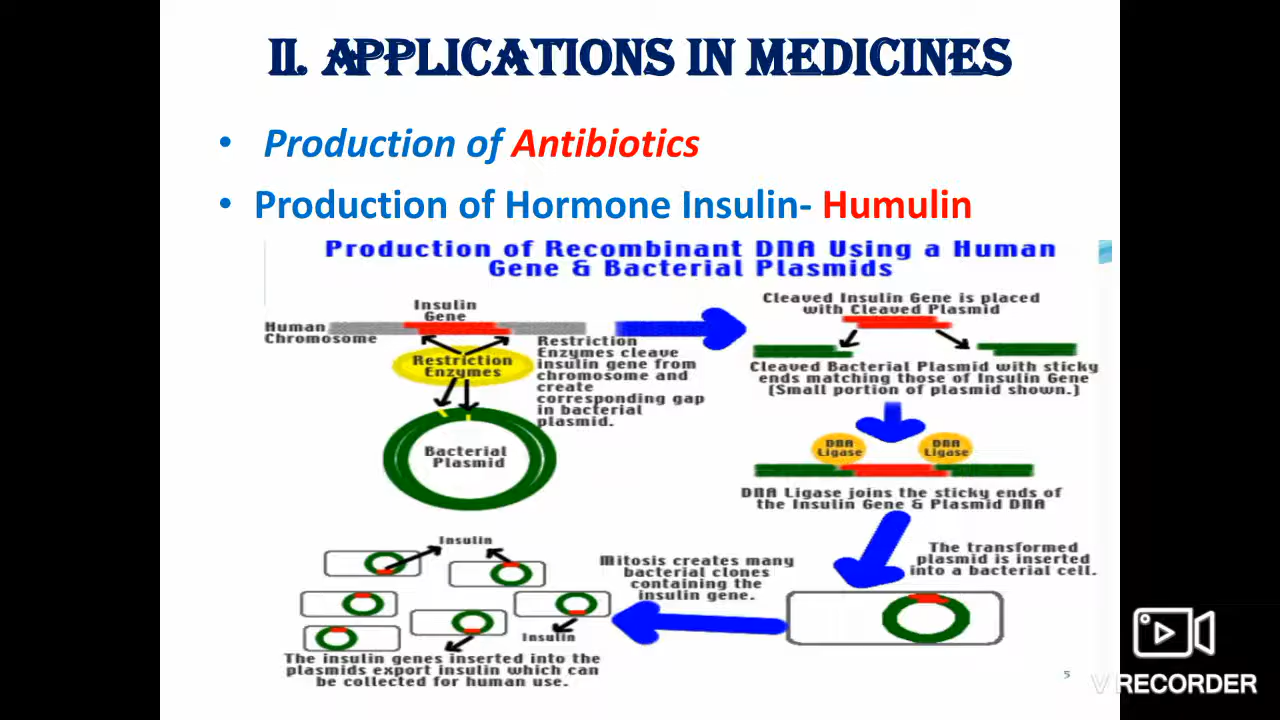 II. APPLICATIONS IN MEDICINES
• Production of Antibiotics
• Production of Hormone Insulin- Humulin
Production of Recombinant DNA Using a Human
Gene & Bacterial Plasmids
Insulin
Gene
Human
Chromosome
Restriction
Enzymes
Restriction
Enzymes cleave
insulin gene from
chromosome and
create
corresponding gap
in bacterial
plasmid.
Bacterial
Plasmid
Cleaved Insulin Gene is placed
with Cleaved Plasmid
Cleaved Bacterial Plasmid with sticky
ends matching those of Insulin Gene
(Small portion of plasmid shown.)
DNA
Ligase
DNA
Ligase
DNA Ligase joins the sticky ends of
the Insulin Gene & Plasmid DNA
The transformed
plasmid is inserted
into a bacterial cell.
Mitosis creates many
bacterial clones
containing the
insulin gene.
Insulin
Insulin
The insulin genes inserted into the
plasmids export insulin which can
be collected for human use.
5
V RECORDER